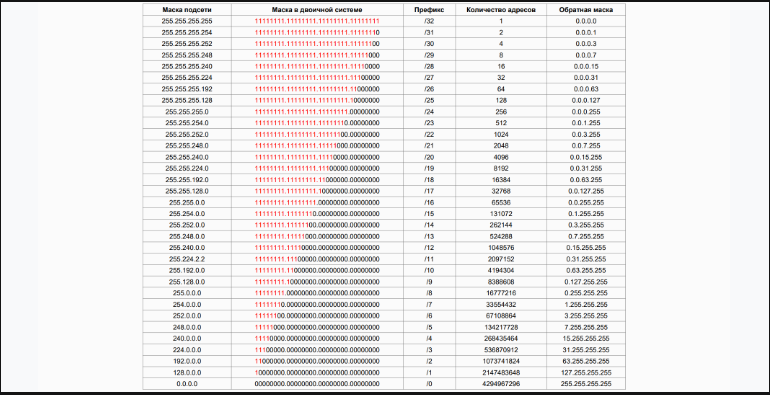 Маска подсети Маска в двоичной системе Префикс Количество адресов Обратная маска
255.255.255.255 11111111.11111111.11111111.11111111 /32 1 0.0.0.0
255.255.255.254 11111111.11111111.11111111.11111110 /31 2 0.0.0.1
255.255.255.252 11111111.11111111.11111111.11111100 /30 4 0.0.0.3
255.255.255.248 11111111.11111111.11111111.11111000 /29 8 0.0.0.7
255.255.255.240 11111111.11111111.11111111.11110000 /28 16 0.0.0.15
255.255.255.224 11111111.11111111.11111111.11100000 /27 32 0.0.0.31
255.255.255.192 11111111.11111111.11111111.11000000 /26 64 0.0.0.63
255.255.255.128 11111111.11111111.11111111.10000000 /25 128 0.0.0.127
255.255.255.0 11111111.11111111.11111111.00000000 /24 256 0.0.0.255
255.255.254.0 11111111.11111111.11111110.00000000 /23 512 0.0.1.255
255.255.252.0 11111111.11111111.11111100.00000000 /22 1024 0.0.3.255
255.255.248.0 11111111.11111111.11111000.00000000 /21 2048 0.0.7.255
255.255.240.0 11111111.11111111.11110000.00000000 /20 4096 0.0.15.255
255.255.224.0 11111111.11111111.11100000.00000000 /19 8192 0.0.31.255
255.255.192.0 11111111.11111111.11000000.00000000 /18 16384 0.0.63.255
255.255.128.0 11111111.11111111.10000000.00000000 /17 32768 0.0.127.255
255.255.0.0 11111111.11111111.00000000.00000000 /16 65536 0.0.255.255
255.254.0.0 11111111.11111110.00000000.00000000 /15 131072 0.1.255.255
255.252.0.0 11111111.11111100.00000000.00000000 /14 262144 0.3.255.255
255.248.0.0 11111111.11111000.00000000.00000000 /13 524288 0.7.255.255
255.240.0.0 11111111.11110000.00000000.00000000 /12 1048576 0.15.255.255
255.224.2.2 11111111.11100000.00000000.00000000 /11 2097152 0.31.255.255
255.192.0.0 11111111.11000000.00000000.00000000 /10 4194304 0.63.255.255
255.128.0.0 11111111.10000000.00000000.00000000 /9 8388608 0.127.255.255
255.0.0.0 11111111.00000000.00000000.00000000 /8 16777216 0.255.255.255
254.0.0.0 11111110.00000000.00000000.00000000 /7 33554432 1.255.255.255
252.0.0.0 11111100.00000000.00000000.00000000 /6 67108864 3.255.255.255
248.0.0.0 11111000.00000000.00000000.00000000 /5 134217728 7.255.255.255
240.0.0.0 11110000.00000000.00000000.00000000 /4 268435464 15.255.255.255
224.0.0.0 11100000.00000000.00000000.00000000 /3 536870912 31.255.255.255
192.0.0.0 11000000.00000000.00000000.00000000 /2 1073741824 63.255.255.255
128.0.0.0 10000000.00000000.00000000.00000000 /1 2147483648 127.255.255.255
0.0.0.0 00000000.00000000.00000000.00000000 /0 4294967296 255.255.255.255